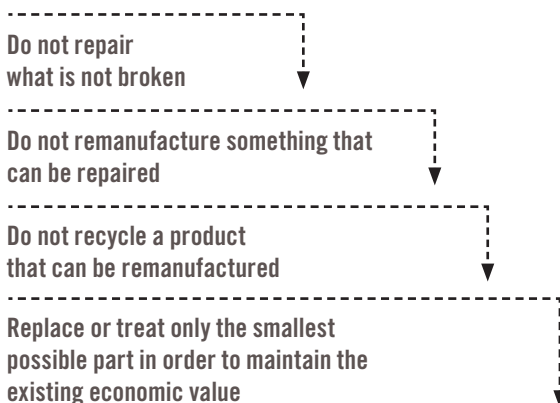 Do not repair
what is not broken
Do not remanufacture something that
can be repaired
Do not recycle a product
that can be remanufactured
Replace or treat only the smallest
possible part in order to maintain the
existing economic value